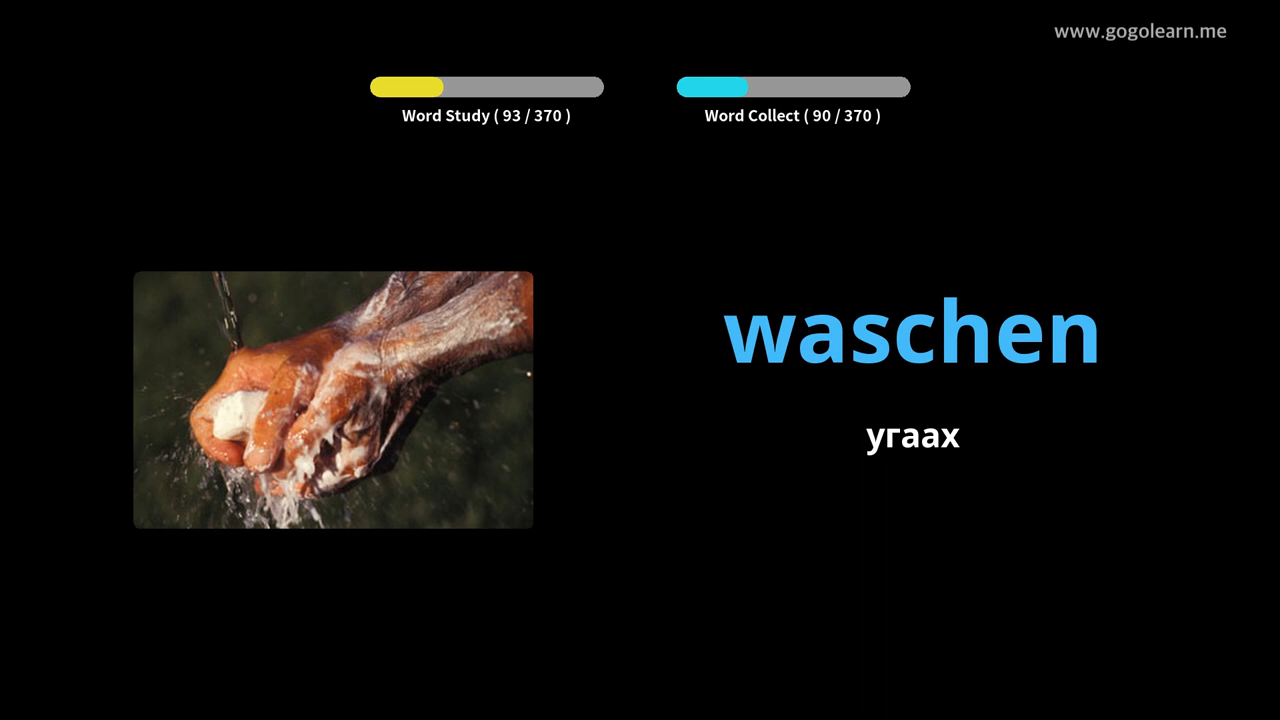 www.gogolearn.me
Word Study ( 93 / 370 )
Word Collect ( 90 / 370 )
waschen
угаах